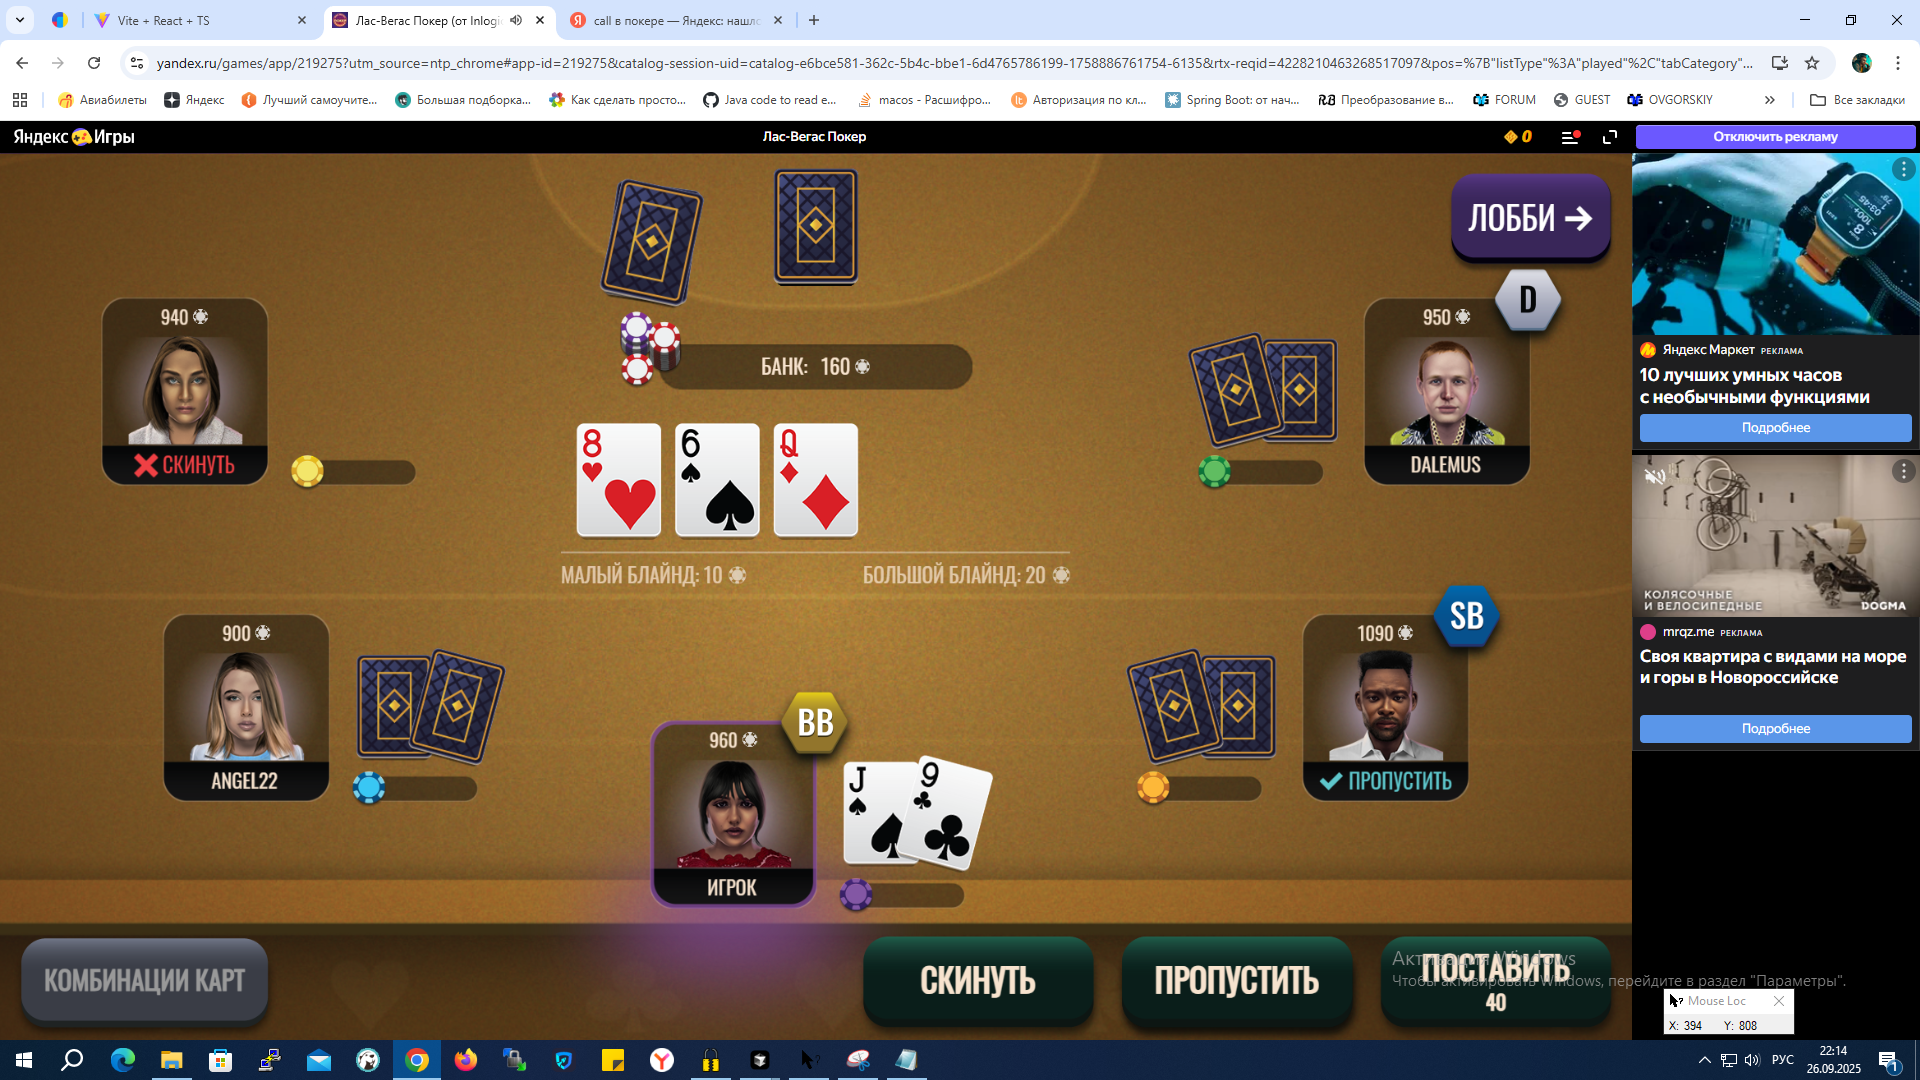 Vite + React + TS
Лас-Вегас Покер (от Inlogic
call в покере — Яндекс: нашло
yandex.ru/games/app/219275?utm_source=ntp_chrome#app-id=219275&catalog-session-uid=catalog-e6bce581-362c-5b4c-bbe1-6d4765786199-1758886761754-6135&rtx-reqid=4228210463268517097&pos=%7B"listType"%3A"played"%2C"tabCategory"...
Авиабилеты
Яндекс
Лучший самоучите...
Большая подборка...
Как сделать просто...
Java code to read e...
macos - Расшифро...
Авторизация по кл...
Spring Boot: от нач...
Преобразование в...
FORUM
GUEST
OVGORSKIY
Все закладки
Яндекс Игры
Лас-Вегас Покер
0
Отключить рекламу
ЛОББИ
D
940
СКИНУТЬ
БАНК: 160
950
DALEMUS
8
6
Q
МАЛЫЙ БЛАЙНД: 10
БОЛЬШОЙ БЛАЙНД: 20
900
ANGEL22
BB
960
ИГРОК
J
9
SB
1090
ПРОПУСТИТЬ
КОМБИНАЦИИ КАРТ
СКИНУТЬ
ПРОПУСТИТЬ
ПОСТАВИТЬ
40
Активация Windows
Чтобы активировать Windows, перейдите в раздел "Параметры".
Mouse Loc
X: 394 Y: 808
Яндекс Маркет РЕКЛАМА
10 лучших умных часов
с необычными функциями
Подробнее
КОЛЯСОЧНЫЕ
И ВЕЛОСИПЕДНЫЕ
DOGMA
mrqz.me РЕКЛАМА
Своя квартира с видами на море
и горы в Новороссийске
Подробнее
РУС
22:14
26.09.2025
1